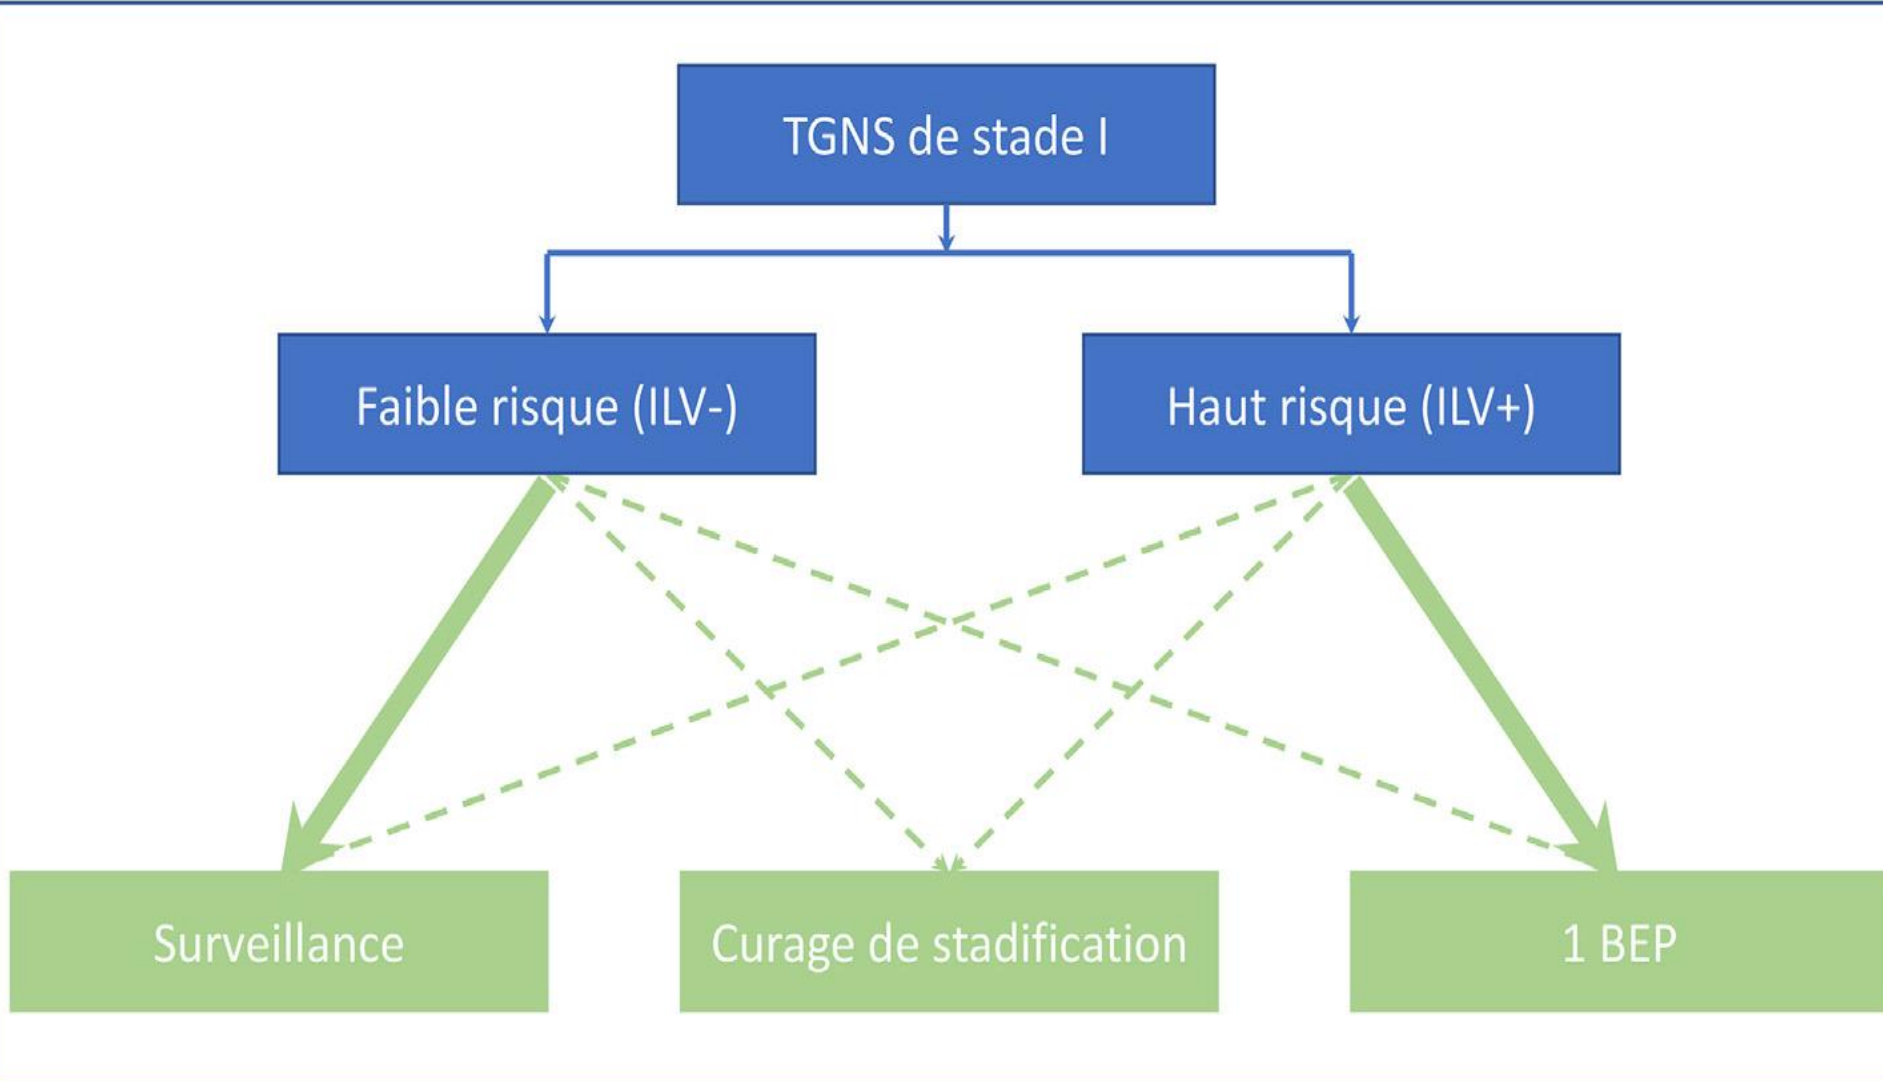 TGNS de stade I
Faible risque (ILV-)
Haut risque (ILV+)
Surveillance
Curage de stadification
1 BEP